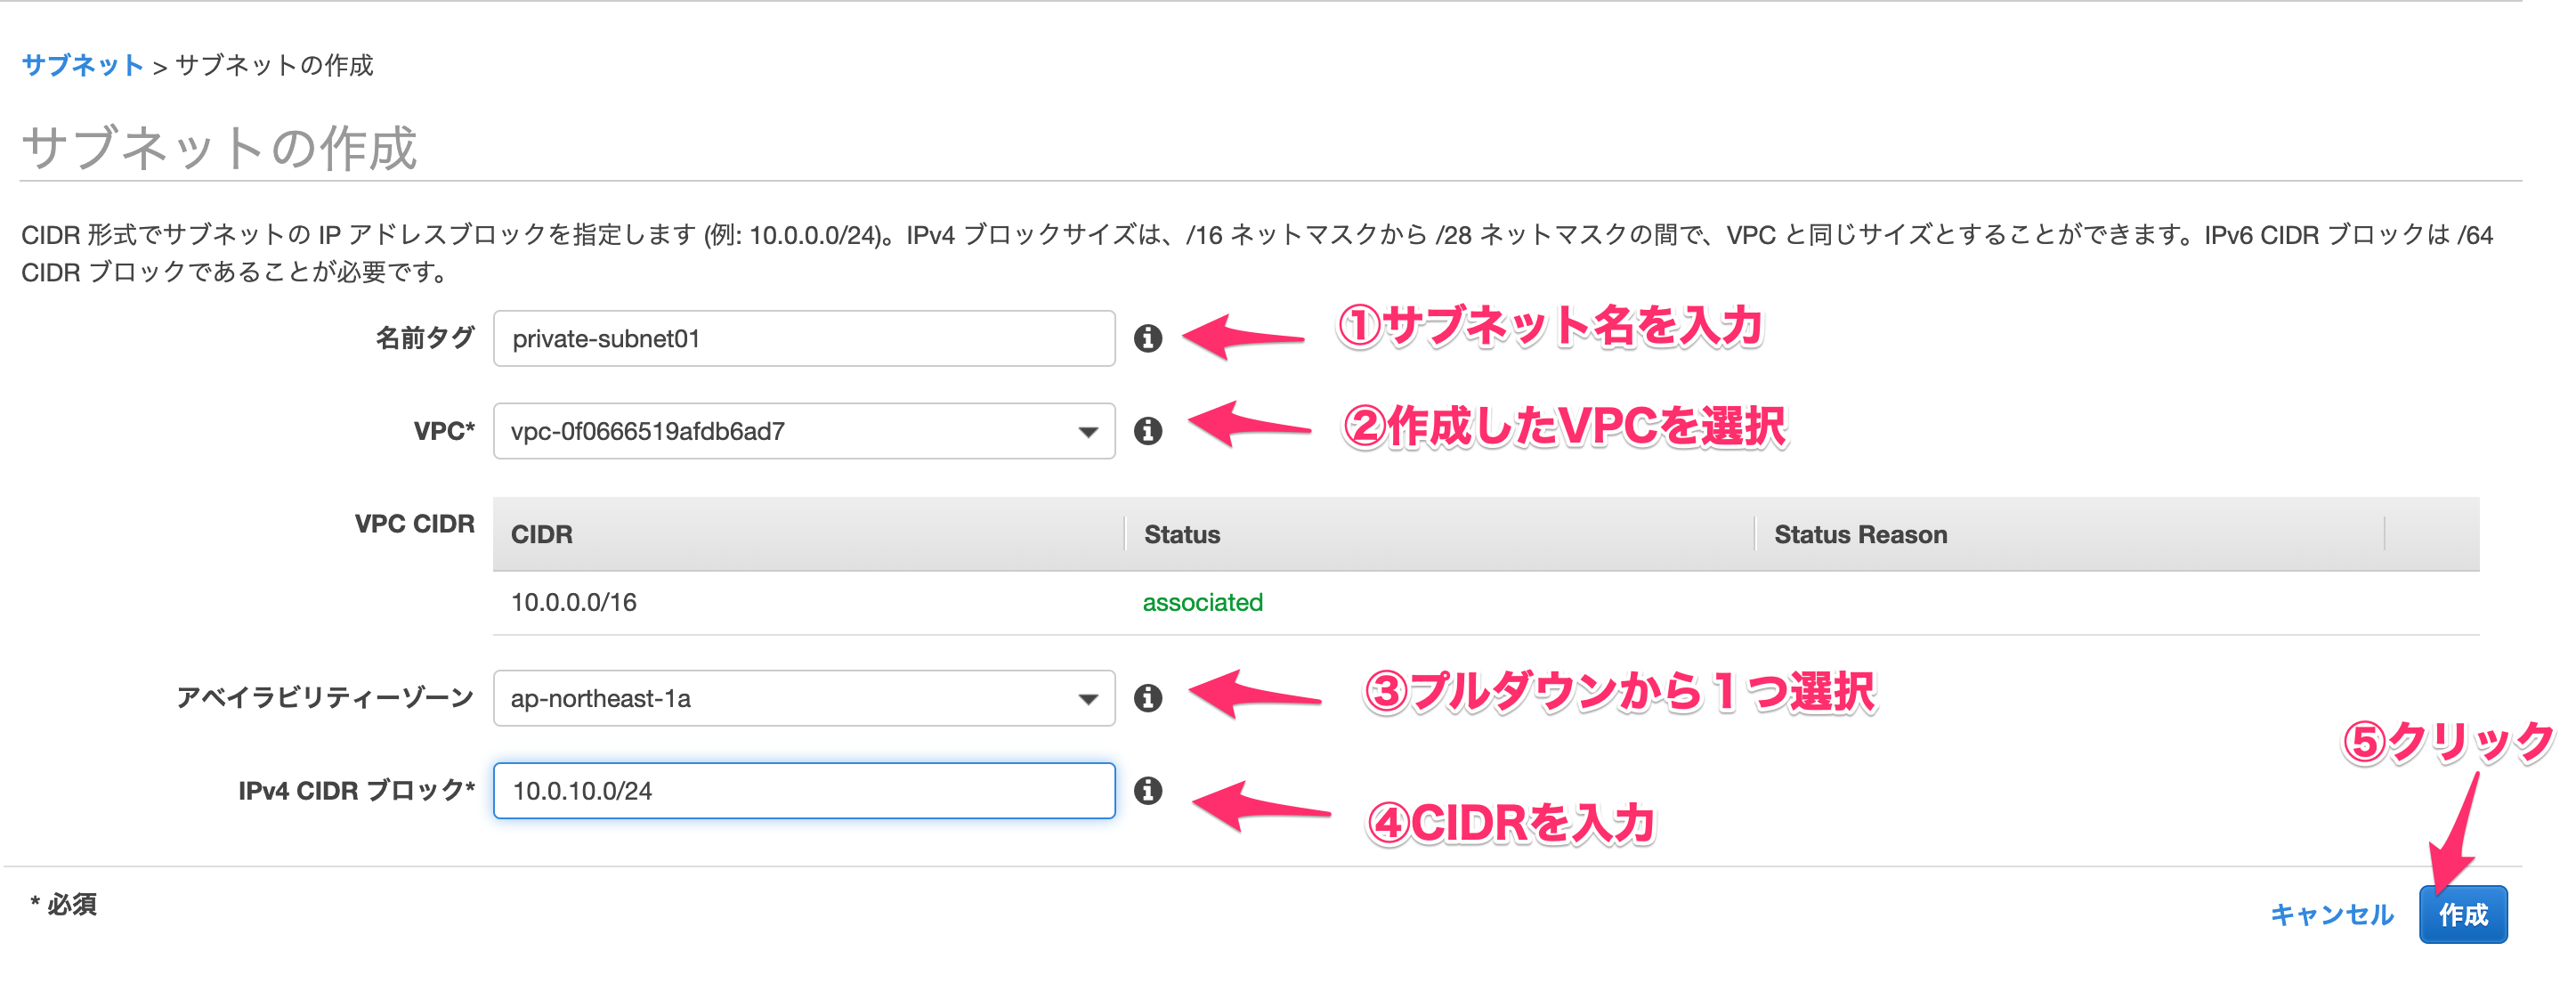 サブネット > サブネットの作成
サブネットの作成
CIDR 形式でサブネットの IP アドレスブロックを指定します (例: 10.0.0.0/24)。IPv4 ブロックサイズは、/16 ネットマスクから /28 ネットマスクの間で、VPC と同じサイズとすることができます。IPv6 CIDR ブロックは /64
CIDR ブロックであることが必要です。
名前タグ private-subnet01 ①サブネット名を入力
VPC* vpc-0f0666519afdb6ad7 ②作成したVPCを選択
VPC CIDR CIDR Status Status Reason
10.0.0.0/16 associated
アベイラビリティーゾーン ap-northeast-1a ③プルダウンから１つ選択
⑤クリック
IPv4 CIDR ブロック* 10.0.10.0/24 ④CIDRを入力
* 必須 キャンセル 作成